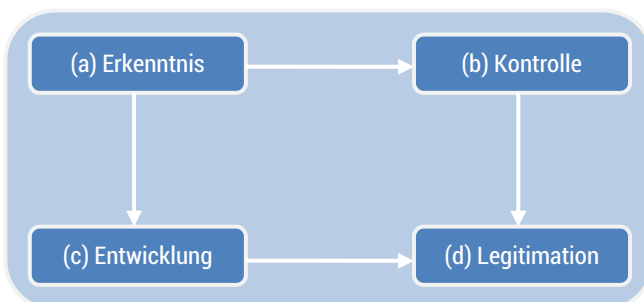 (a) Erkenntnis
(b) Kontrolle
(c) Entwicklung
(d) Legitimation